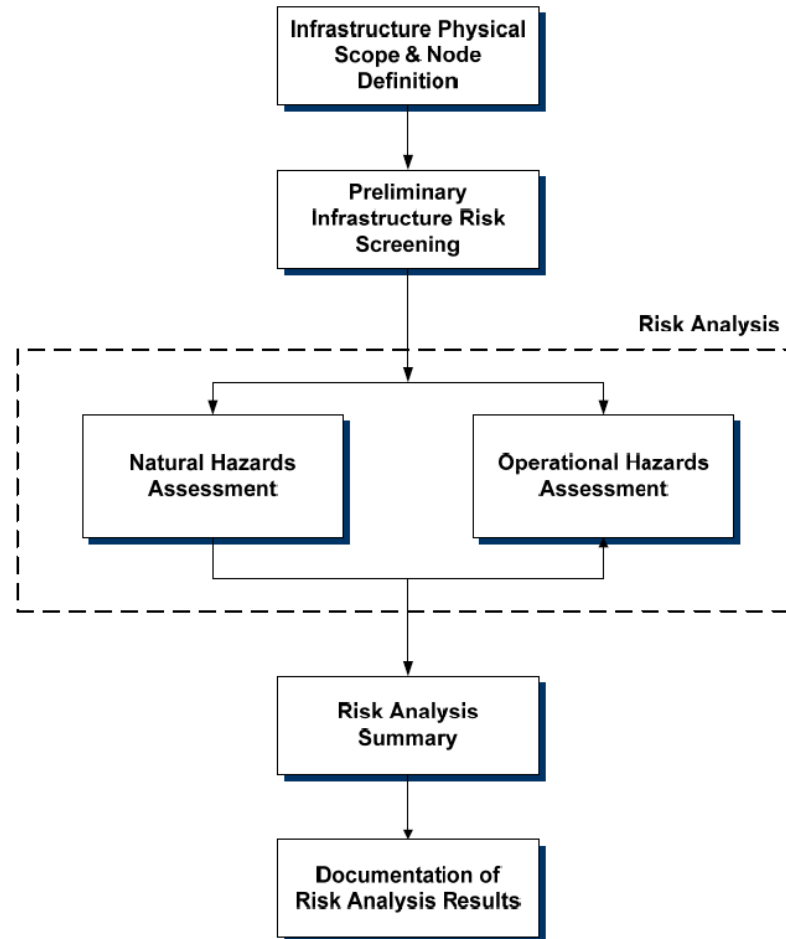 Infrastructure Physical
Scope & Node
Definition
Preliminary
Infrastructure Risk
Screening
Risk Analysis
Natural Hazards
Assessment
Operational Hazards
Assessment
Risk Analysis
Summary
Documentation of
Risk Analysis Results